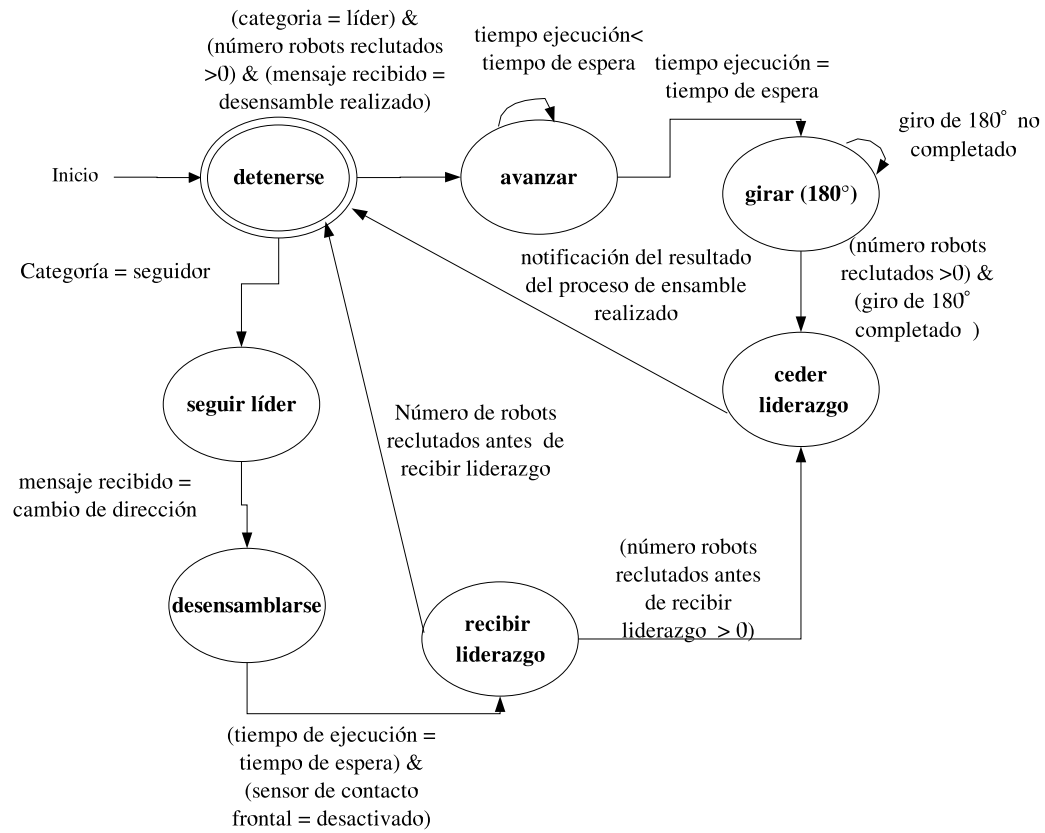 (categoria = líder) &
(número robots reclutados
>0) & (mensaje recibido =
desensamble realizado)
tiempo ejecución<
tiempo de espera
tiempo ejecución =
tiempo de espera
giro de 180° no
completado
Inicio
detenerse
avanzar
girar (180°)
Categoría = seguidor
notificación del resultado
del proceso de ensamble
realizado
(número robots
reclutados >0) &
(giro de 180°
completado )
seguir líder
ceder
liderazgo
Número de robots
reclutados antes de
recibir liderazgo
mensaje recibido =
cambio de dirección
desensamblarse
recibir
liderazgo
(número robots
reclutados antes
de recibir
liderazgo > 0)
(tiempo de ejecución =
tiempo de espera) &
(sensor de contacto
frontal = desactivado)